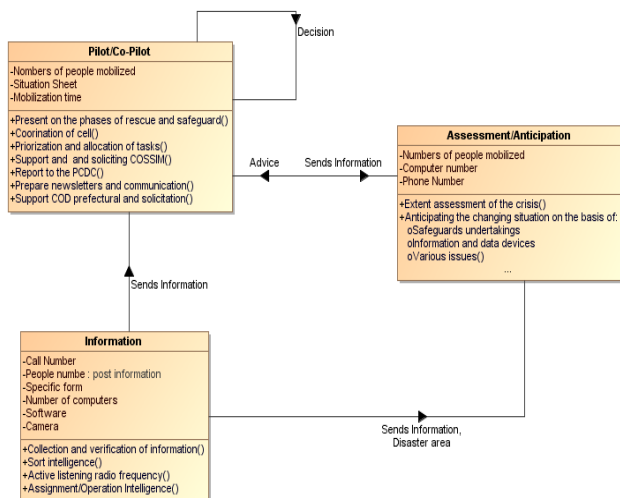 Pilot/Co-Pilot
-Nombers of people mobilized
-Situation Sheet
-Mobilization time
+Present on the phases of rescue and safeguard()
+Coorination of cell()
+Priorization and allocation of tasks()
+Support and and soliciting COSSIM()
+Report to the PCDC()
+Prepare newsletters and communication()
+Support COD prefectural and solicitation()
Decision
Advice
Sends Information
Assessment/Anticipation
-Numbers of people mobilized
-Computer number
-Phone Number
+Extent assessment of the crisis()
+Anticipating the changing situation on the basis of:
oSafeguards undertakings
oInformation and data devices
oVarious issues()
...
Sends Information
Information
-Call Number
-People numbe : post information
-Specific form
-Number of computers
-Software
-Camera
+Collection and verification of information()
+Sort intelligence()
+Active listening radio frequency()
+Assignment/Operation Intelligence()
Sends Information,
Disaster area